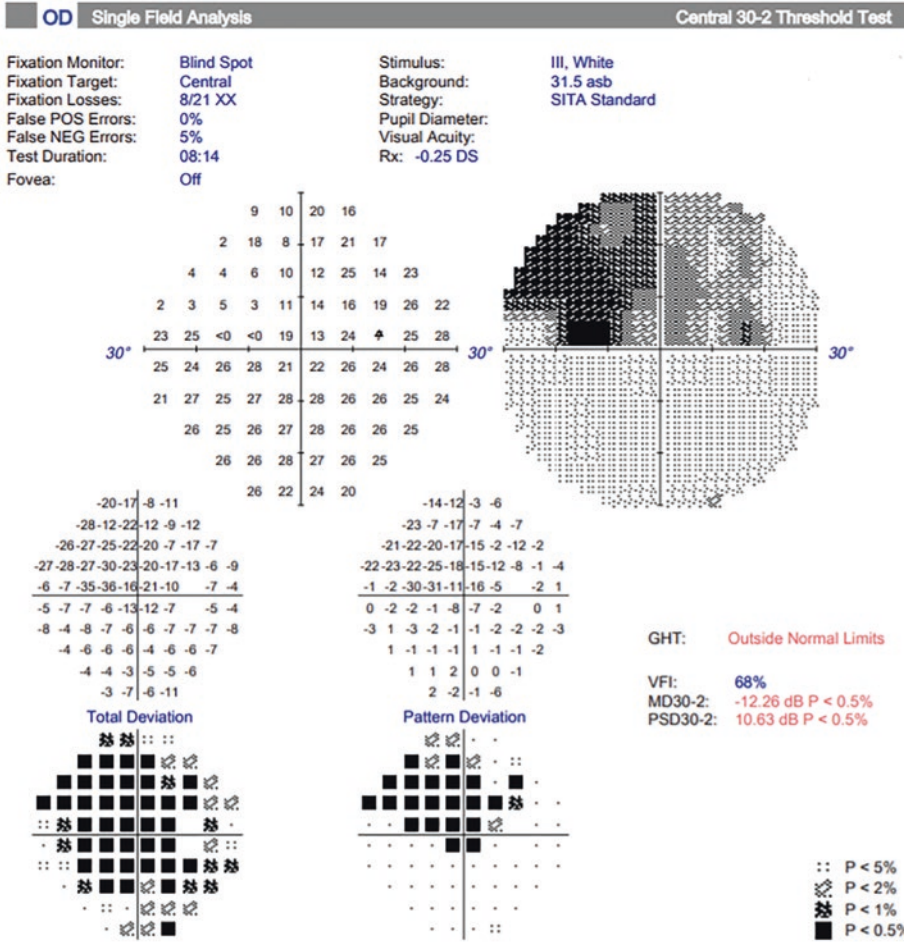 OD Single Field Analysis Central 30-2 Threshold Test
Fixation Monitor: Blind Spot Stimulus: III, White
Fixation Target: Central Background: 31.5 asb
Fixation Losses: 8/21 XX Strategy: SITA Standard
False POS Errors: 0% Pupil Diameter:
False NEG Errors: 5% Visual Acuity:
Test Duration: 08:14 Rx: -0.25 DS
Fovea: Off
9 10 20 16
2 18 8 17 21 17
4 4 6 10 12 25 14 23
2 3 5 3 11 14 16 19 26 22
23 25 <0 <0 19 13 24 25 28
30° 30° 30°
25 24 26 28 21 22 26 24 26 28
21 27 25 27 28 28 26 26 25 24
26 25 26 27 28 26 26 25
26 26 28 27 26 25
26 22 24 20
-20 -17 -8 -11 -14 -12 -3 -6
-28 -12 -22 -12 -9 -12 -23 -7 -17 -7 -4 -7
-26 -27 -25 -22 -20 -7 -17 -7 -21 -22 -20 -17 -15 -2 -12 -2
-27 -28 -27 -30 -23 -20 -17 -13 -6 -9 -22 -23 -22 -25 -18 -15 -12 -8 -1 -4
-6 -7 -35 -36 -16 -21 -10 -7 -4 -1 -2 -30 -31 -11 -16 -5 -2 1
-5 -7 -7 -6 -13 -12 -7 -5 -4 0 -2 -2 -1 -8 -7 -2 0 1
-8 -4 -8 -7 -6 -6 -7 -7 -7 -8 -3 1 -3 -2 -1 -1 -2 -2 -2 -3
-4 -6 -6 -6 -4 -6 -6 -7 1 -1 -1 -1 1 -1 -1 -2
-4 -4 -3 -5 -5 -6 1 1 2 0 0 -1
-3 -7 -6 -11 2 -2 -1 -6
GHT: Outside Normal Limits
VFI: 68%
MD30-2: -12.26 dB P < 0.5%
PSD30-2: 10.63 dB P < 0.5%
Total Deviation Pattern Deviation
P < 5%
P < 2%
P < 1%
P < 0.5%